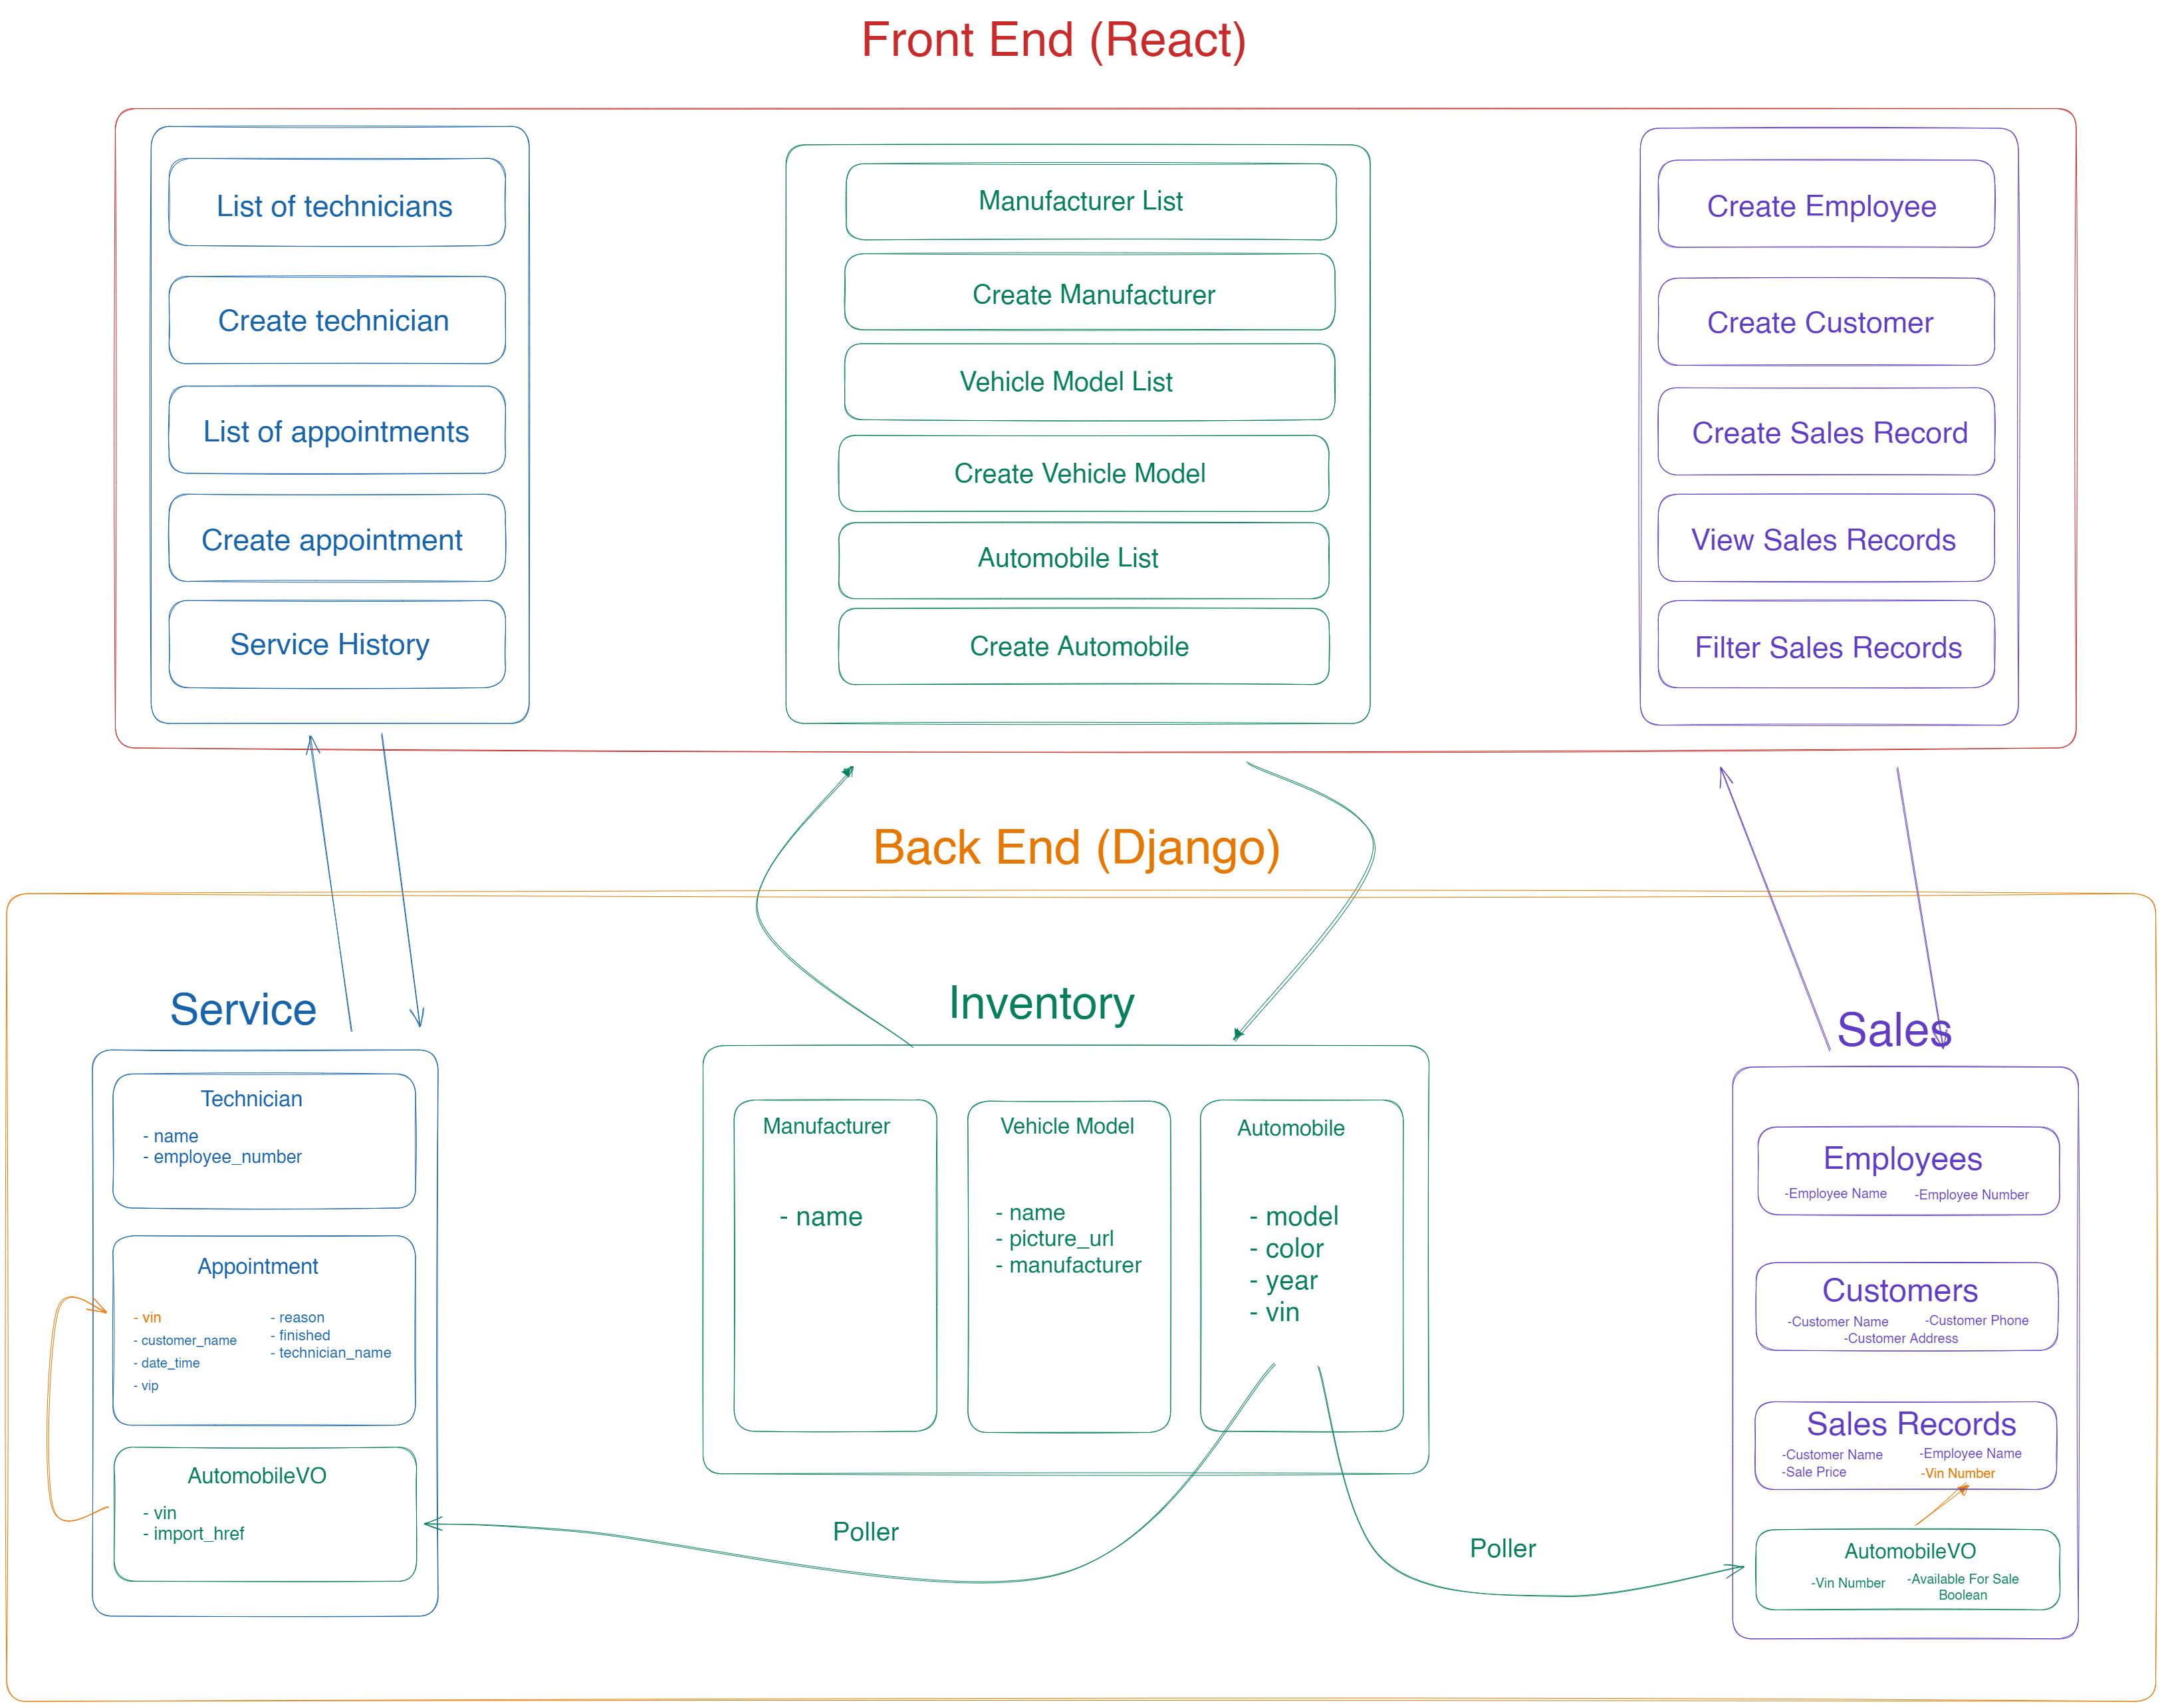 Front End (React)
List of technicians
Create technician
List of appointments
Create appointment
Service History
Manufacturer List
Create Manufacturer
Vehicle Model List
Create Vehicle Model
Automobile List
Create Automobile
Create Employee
Create Customer
Create Sales Record
View Sales Records
Filter Sales Records
Back End (Django)
Service
Technician
- name
- employee_number
Appointment
- vin
- customer_name
- date_time
- vip
- reason
- finished
- technician_name
AutomobileVO
- vin
- import_href
Inventory
Manufacturer
- name
Vehicle Model
- name
- picture_url
- manufacturer
Automobile
- model
- color
- year
- vin
Poller
Poller
Sales
Employees
-Employee Name
-Employee Number
Customers
-Customer Name
-Customer Phone
-Customer Address
Sales Records
-Customer Name
-Employee Name
-Sale Price
-Vin Number
AutomobileVO
-Vin Number
-Available For Sale
Boolean